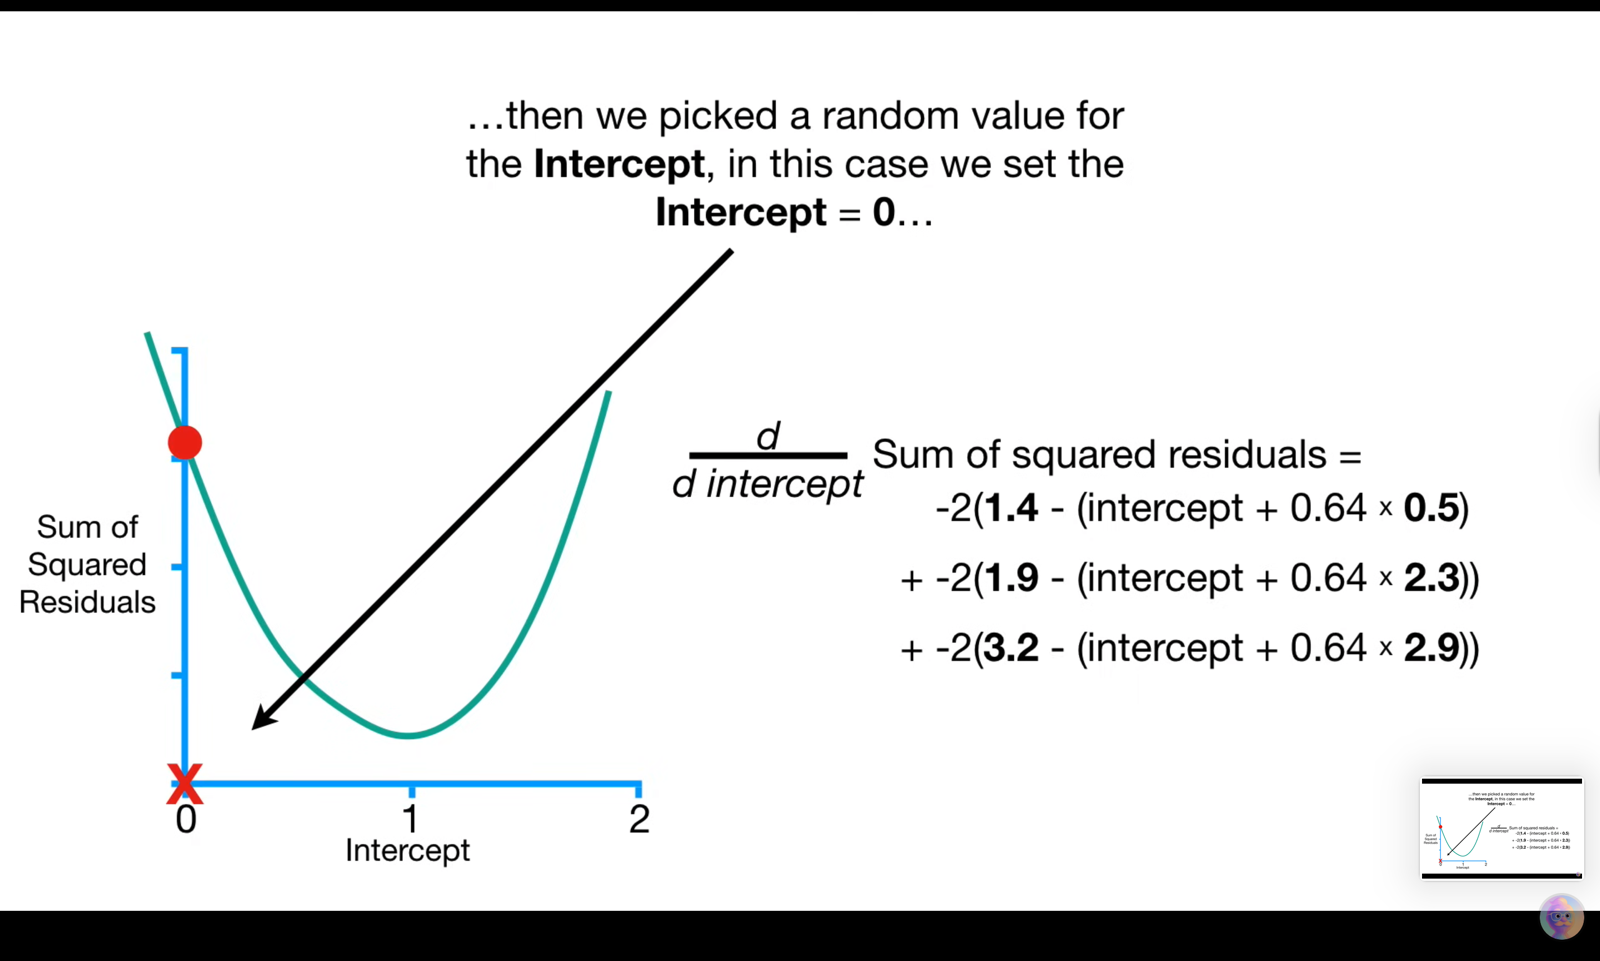 ...then we picked a random value for
the Intercept, in this case we set the
Intercept = 0...
Sum of
Squared
Residuals
X
0
1
2
Intercept
d
d intercept
Sum of squared residuals =
-2(1.4 - (intercept + 0.64 × 0.5)
+ -2(1.9 - (intercept + 0.64 × 2.3))
+ -2(3.2 - (intercept + 0.64 × 2.9))